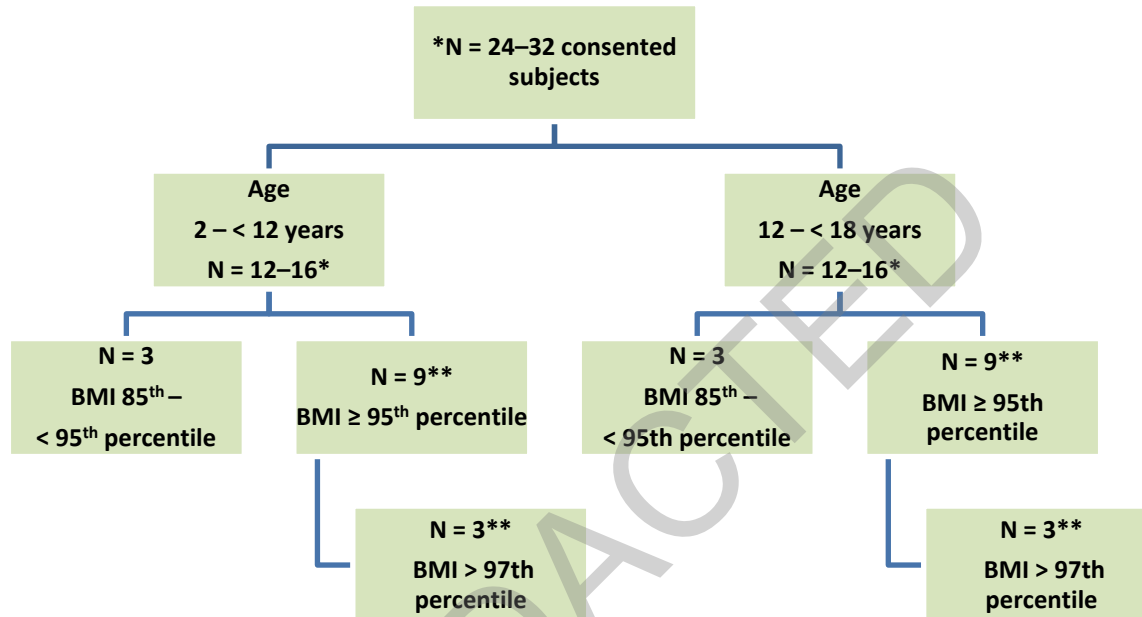 *N = 24–32 consented
subjects
Age
2 – < 12 years
N = 12–16*
Age
12 – < 18 years
N = 12–16*
N = 3
BMI 85th –
< 95th percentile
N = 9**
BMI ≥ 95th percentile
N = 3
BMI 85th –
< 95th percentile
N = 9**
BMI ≥ 95th
percentile
N = 3**
BMI > 97th
percentile
N = 3**
BMI > 97th
percentile
DACTED